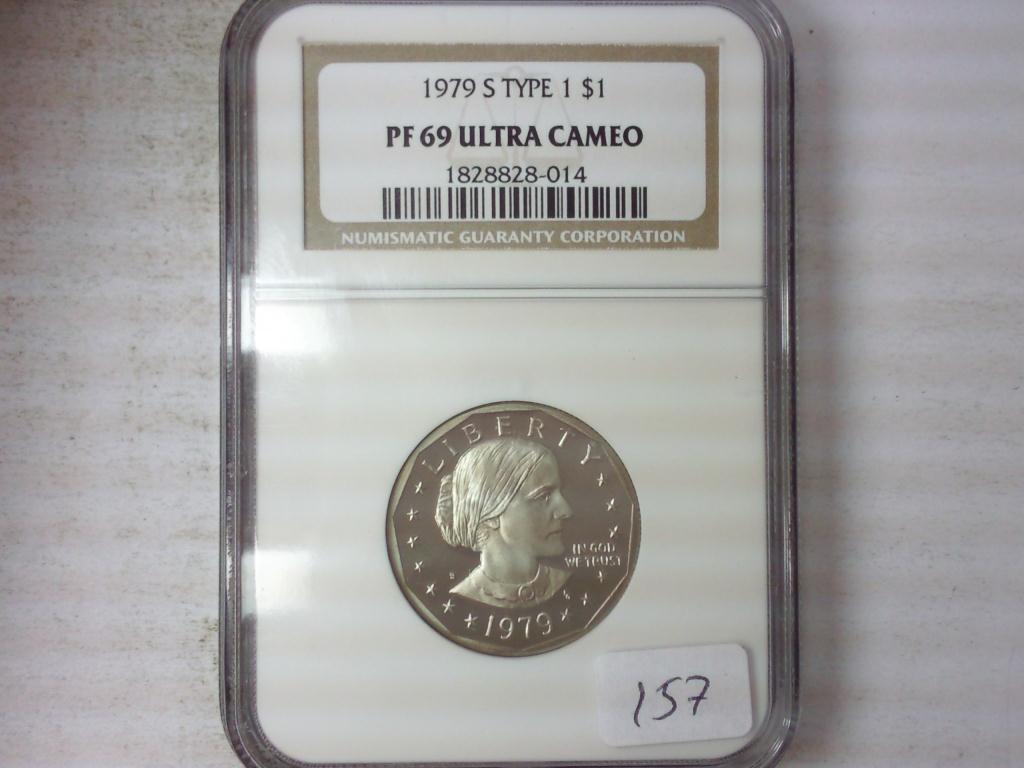 1979 S TYPE 1 $1
PF 69 ULTRA CAMEO
1828828-014
NUMISMATIC GUARANTY CORPORATION
LIBERTY
IN GOD
WE TRUST
S
1979
157